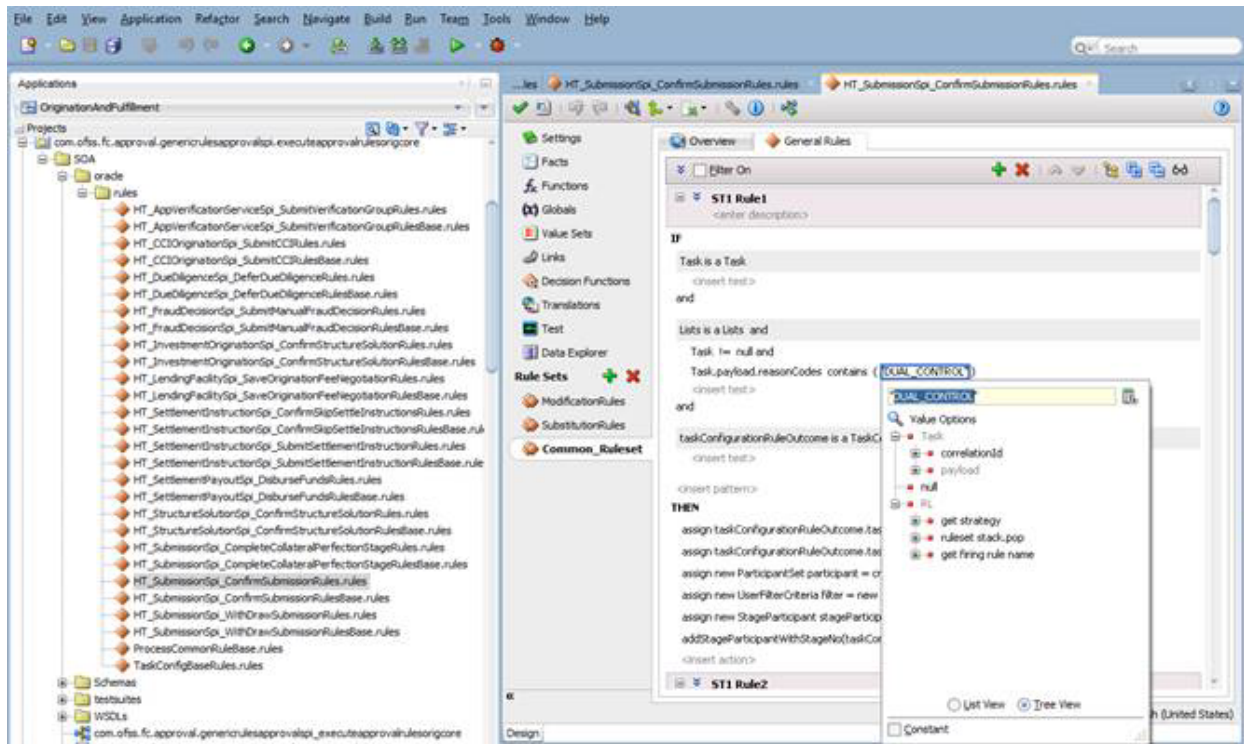 File Edit View Application Refactor Search Navigate Build Run Team Tools Window Help
Search
Applications
OriginationAndFulfillment
Projects
com.ofss.fc.approval.genericrulesapprovalspi.executeapprovalrulesorigcore
SOA
oracle
rules
HT_AppVerificatonServiceSpi_SubmitVerificatonGroupRules.rules
HT_AppVerificatonServiceSpi_SubmitVerificatonGroupRulesBase.rules
HT_CCIOriginationSpi_SubmitCCIRules.rules
HT_CCIOriginationSpi_SubmitCCIRulesBase.rules
HT_DueDiligenceSpi_DeferDueDiligenceRules.rules
HT_DueDiligenceSpi_DeferDueDiligenceRulesBase.rules
HT_FraudDecisionSpi_SubmitManualFraudDecisionRules.rules
HT_FraudDecisionSpi_SubmitManualFraudDecisionRulesBase.rules
HT_InvestmentOriginationSpi_ConfirmStructureSolutionRules.rules
HT_InvestmentOriginationSpi_ConfirmStructureSolutionRulesBase.rules
HT_LendingFacilitySpi_SaveOriginationFeeNegotiationRules.rules
HT_LendingFacilitySpi_SaveOriginationFeeNegotiationRulesBase.rules
HT_SettlementInstructionSpi_ConfirmSkipSettleInstructionsRules.rules
HT_SettlementInstructionSpi_ConfirmSkipSettleInstructionsRulesBase.rul
HT_SettlementInstructionSpi_SubmitSettlementInstructionRules.rules
HT_SettlementInstructionSpi_SubmitSettlementInstructionRulesBase.rule
HT_SettlementPayoutSpi_DisburseFundsRules.rules
HT_SettlementPayoutSpi_DisburseFundsRulesBase.rules
HT_StructureSolutionSpi_ConfirmStructureSolutionRules.rules
HT_StructureSolutionSpi_ConfirmStructureSolutionRulesBase.rules
HT_SubmissionSpi_CompleteCollateralPerfectionStageRules.rules
HT_SubmissionSpi_CompleteCollateralPerfectionStageRulesBase.rules
HT_SubmissionSpi_ConfirmSubmissionRules.rules
HT_SubmissionSpi_ConfirmSubmissionRulesBase.rules
HT_SubmissionSpi_WithDrawSubmissionRules.rules
HT_SubmissionSpi_WithDrawSubmissionRulesBase.rules
ProcessCommonRuleBase.rules
TaskConfigBaseRules.rules
Schemas
testsuites
WSDLs
com.ofss.fc.approval.genericrulesapprovalspi_executeapprovalrulesorigcore
...les HT_SubmissionSpi_ConfirmSubmissionRules.rules HT_SubmissionSpi_ConfirmSubmissionRules.rules
Settings
Facts
Functions
Globals
Value Sets
Links
Decision Functions
Translations
Test
Data Explorer
Rule Sets
ModificationRules
SubstitutionRules
Common_Ruleset
Design
Overview General Rules
Filter On
ST1 Rule1
<enter description>
IF
Task is a Task
<insert test>
and
Lists is a Lists and
Task != null and
Task.payload.reasonCodes contains ( "DUAL_CONTROL")
<insert test>
and
taskConfigurationRuleOutcome is a TaskCo
<insert test>
<insert pattern>
THEN
assign taskConfigurationRuleOutcome.tas
assign taskConfigurationRuleOutcome.tas
assign new ParticipantSet participant = cr
assign new UserFilterCriteria filter = new
assign new StageParticipant stageParticip
addStageParticipantWithStageNo(taskCon
<insert action>
ST1 Rule2
"DUAL_CONTROL"
Value Options
Task
correlationId
payload
null
RL
get strategy
ruleset stack.pop
get firing rule name
List View Tree View
Constant
h (United States)